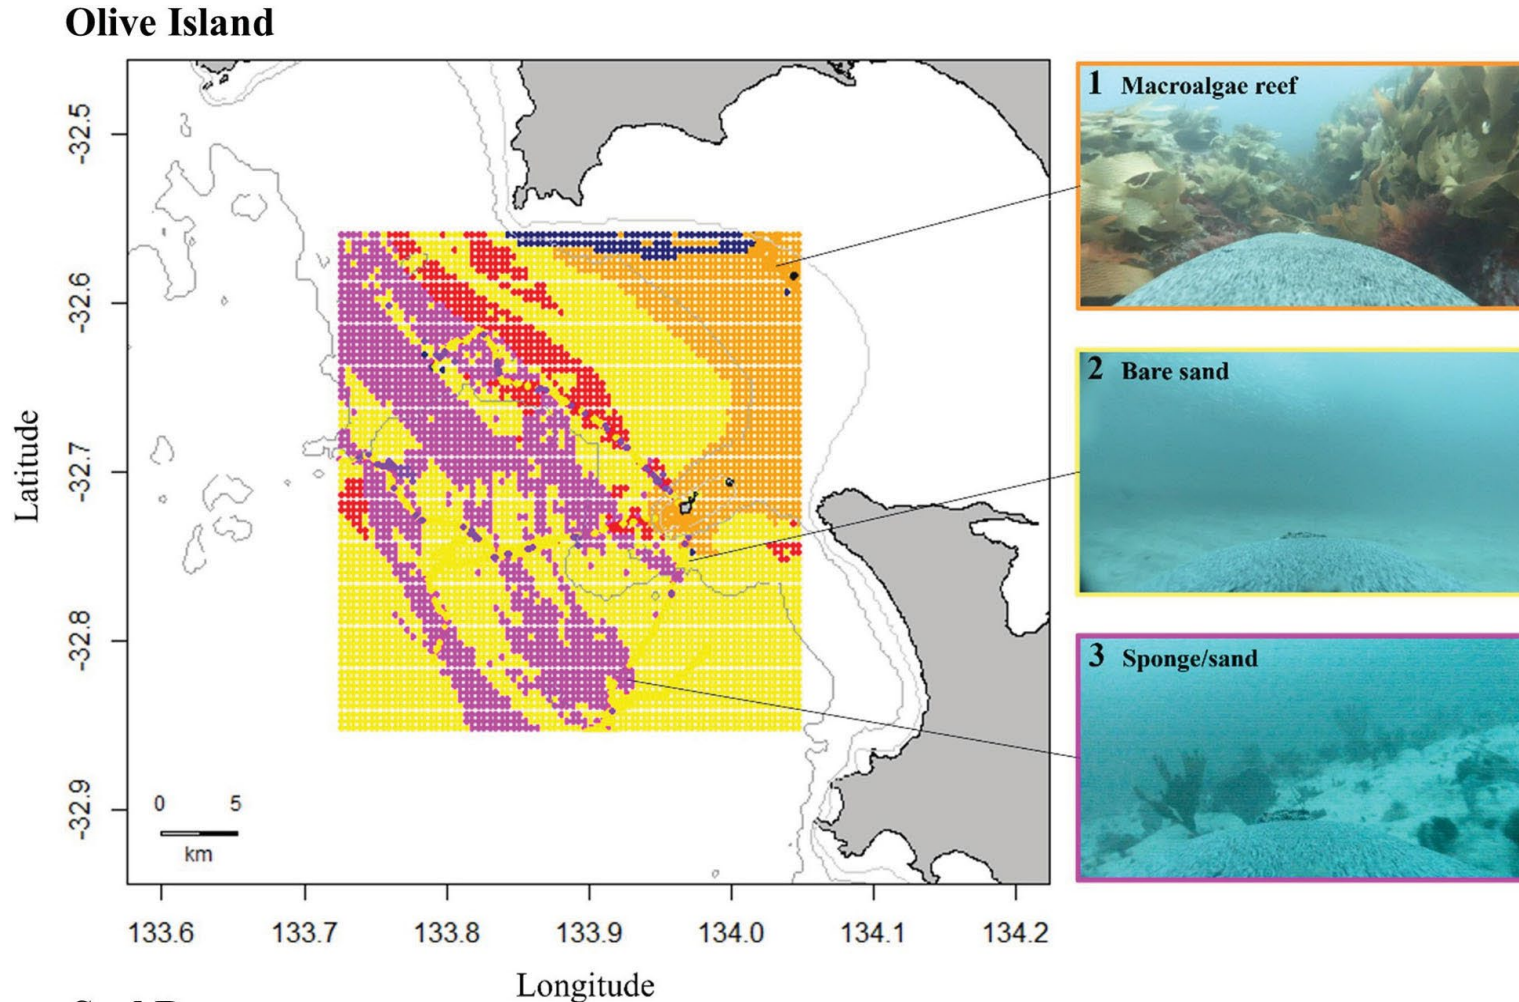 Olive Island
1 Macroalgae reef
2 Bare sand
3 Sponge/sand
Latitude
-32.5
-32.6
-32.7
-32.8
-32.9
0 5
km
133.6 133.7 133.8 133.9 134.0 134.1 134.2
Longitude